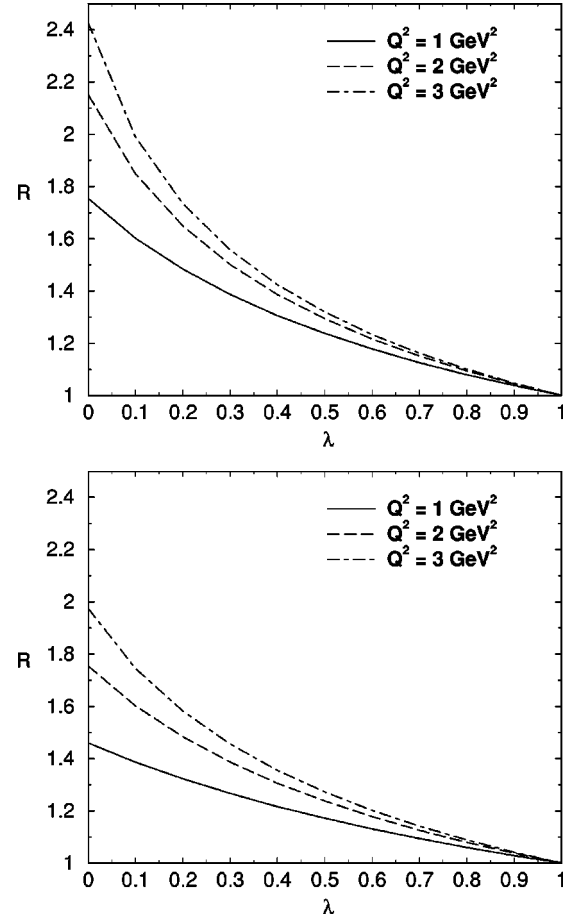 2.4
Q² = 1 GeV²
Q² = 2 GeV²
2.2
Q² = 3 GeV²
2
R
1.8
1.6
1.4
1.2
1
0 0.1 0.2 0.3 0.4 0.5 0.6 0.7 0.8 0.9 1
λ
2.4
Q² = 1 GeV²
Q² = 2 GeV²
2.2
Q² = 3 GeV²
2
R
1.8
1.6
1.4
1.2
1
0 0.1 0.2 0.3 0.4 0.5 0.6 0.7 0.8 0.9 1
λ